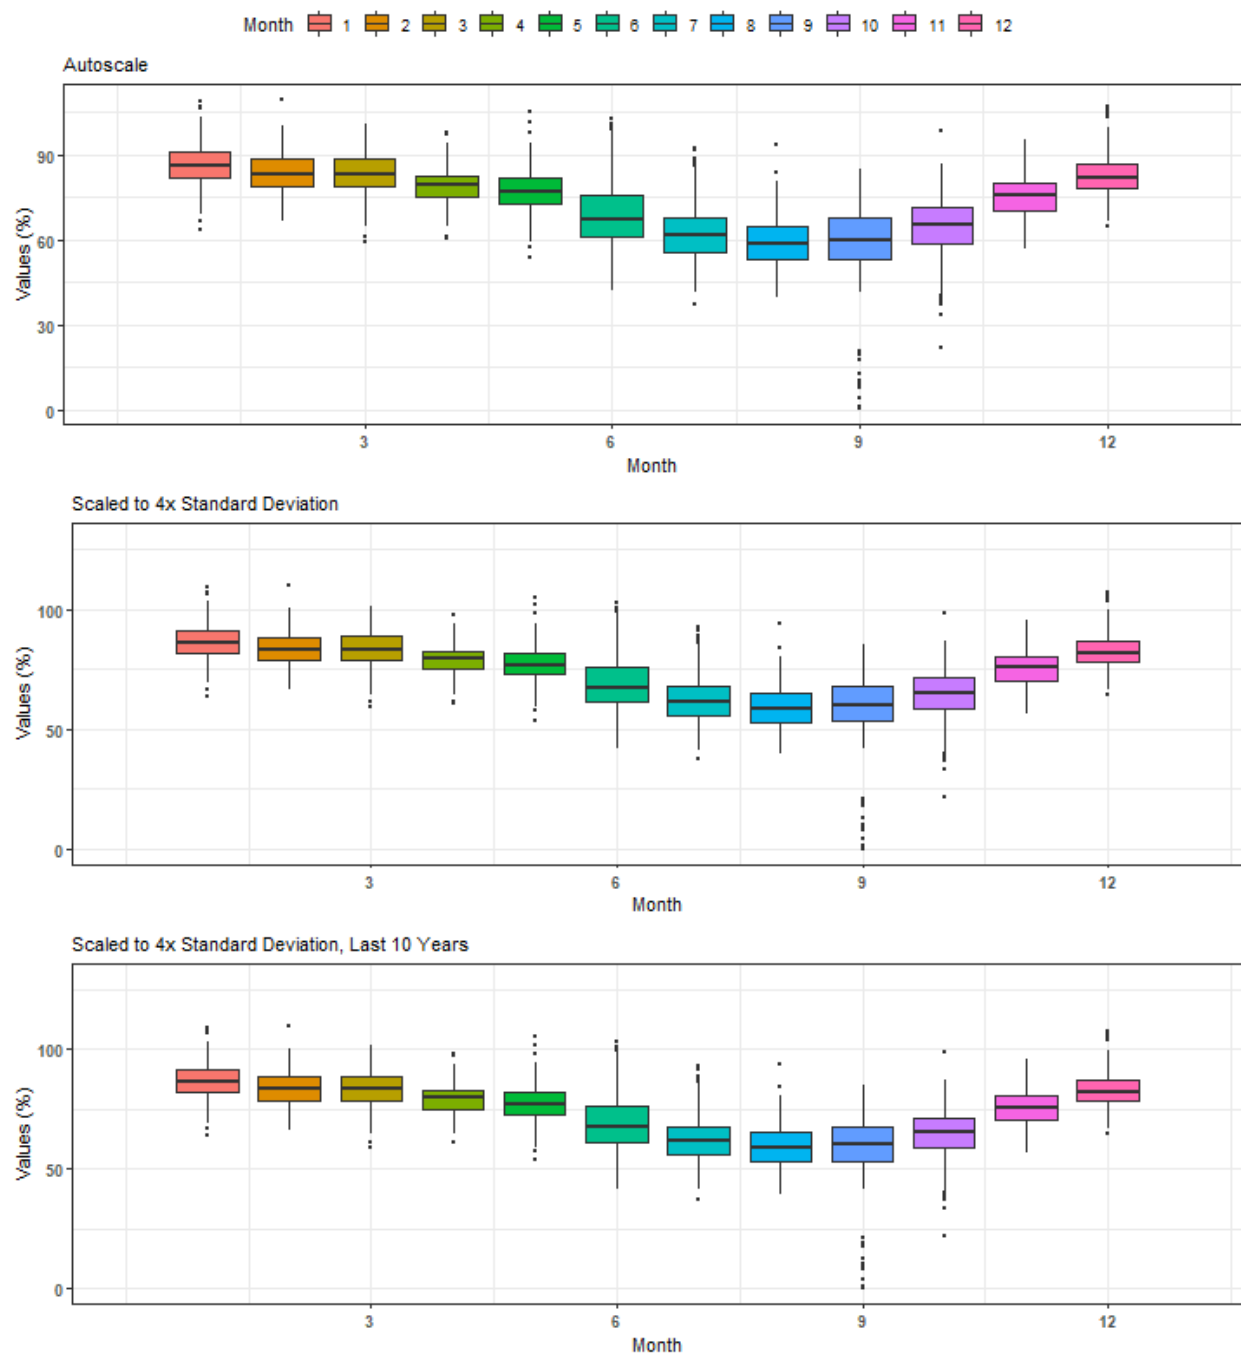 Month 1 2 3 4 5 6 7 8 9 10 11 12
Autoscale
Values (%)
90
60
30
0
3 6 9 12
Month
Scaled to 4x Standard Deviation
Values (%)
100
50
0
3 6 9 12
Month
Scaled to 4x Standard Deviation, Last 10 Years
Values (%)
100
50
0
3 6 9 12
Month